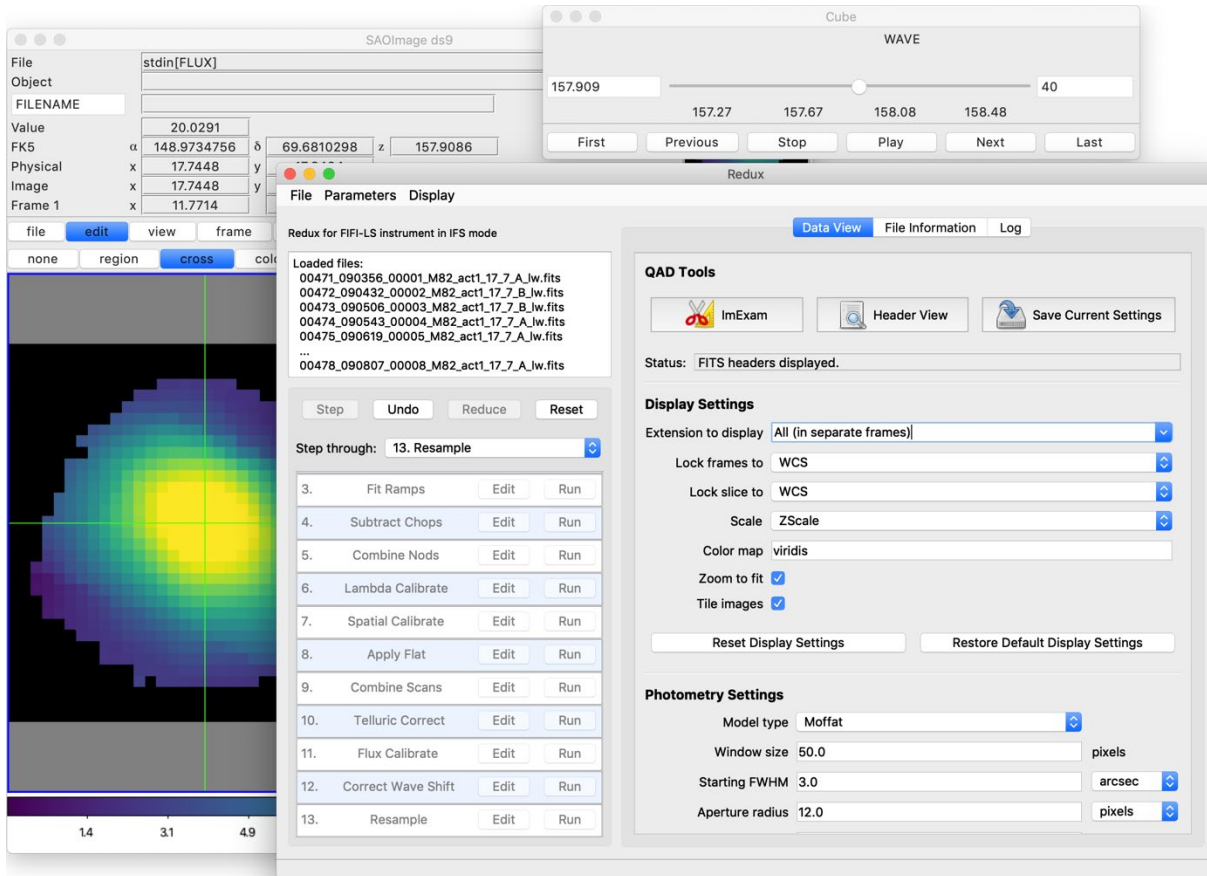 SAOImage ds9
File stdin[FLUX]
Object
FILENAME
Value 20.0291
FK5 α 148.9734756 δ 69.6810298 z 157.9086
Physical x 17.7448 y
Image x 17.7448 y
Frame 1 x 11.7714
file edit view frame
none region cross colo
1.4 3.1 4.9
Cube
WAVE
157.909 40
157.27 157.67 158.08 158.48
First Previous Stop Play Next Last
Redux
File Parameters Display
Redux for FIFI-LS instrument in IFS mode
Loaded files:
00471_090356_00001_M82_act1_17_7_A_lw.fits
00472_090432_00002_M82_act1_17_7_B_lw.fits
00473_090506_00003_M82_act1_17_7_B_lw.fits
00474_090543_00004_M82_act1_17_7_A_lw.fits
00475_090619_00005_M82_act1_17_7_A_lw.fits
...
00478_090807_00008_M82_act1_17_7_A_lw.fits
Step Undo Reduce Reset
Step through: 13. Resample
3. Fit Ramps Edit Run
4. Subtract Chops Edit Run
5. Combine Nods Edit Run
6. Lambda Calibrate Edit Run
7. Spatial Calibrate Edit Run
8. Apply Flat Edit Run
9. Combine Scans Edit Run
10. Telluric Correct Edit Run
11. Flux Calibrate Edit Run
12. Correct Wave Shift Edit Run
13. Resample Edit Run
Data View File Information Log
QAD Tools
ImExam Header View Save Current Settings
Status: FITS headers displayed.
Display Settings
Extension to display All (in separate frames)
Lock frames to WCS
Lock slice to WCS
Scale ZScale
Color map viridis
Zoom to fit
Tile images
Reset Display Settings Restore Default Display Settings
Photometry Settings
Model type Moffat
Window size 50.0 pixels
Starting FWHM 3.0 arcsec
Aperture radius 12.0 pixels